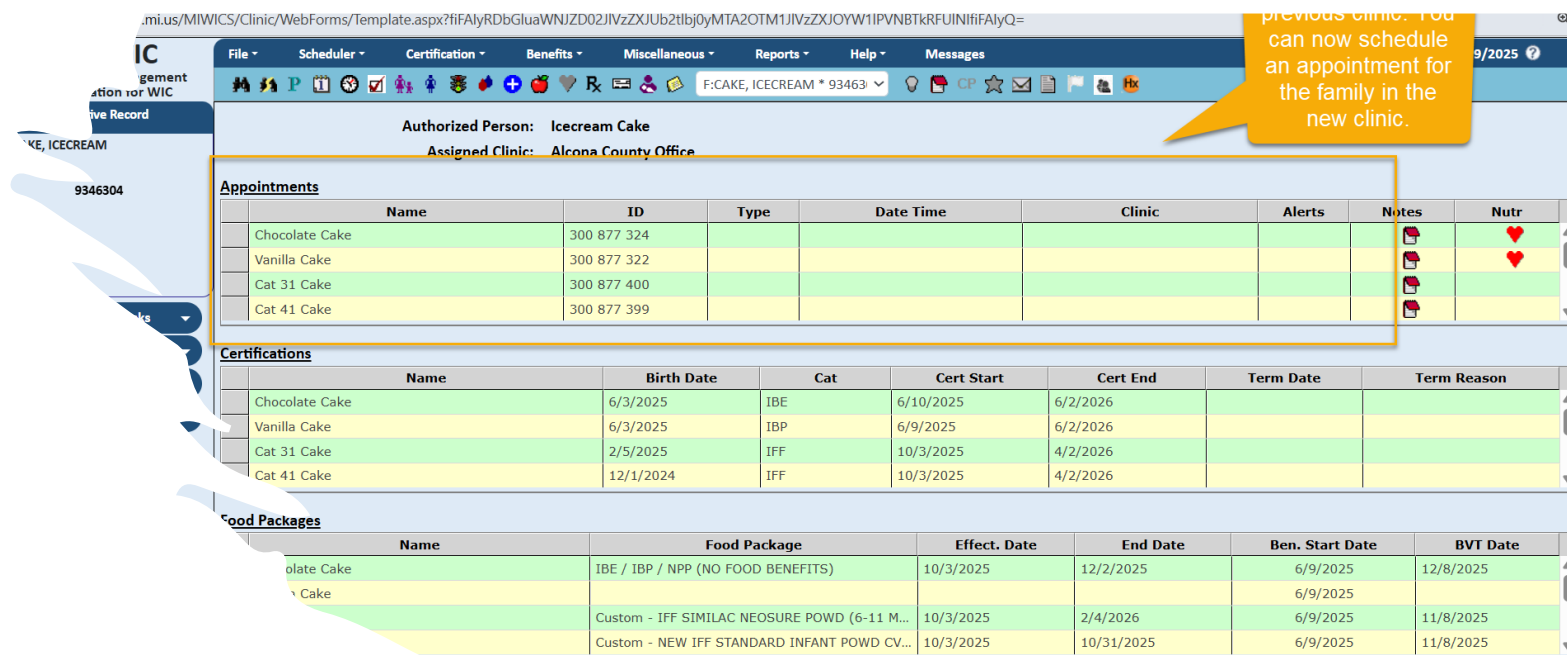 .mi.us/MIWICS/Clinic/WebForms/Template.aspx?fiFAlyRDbGluaWNJZD02JlVzZXJUb2tlbj0yMTA2OTM1JlVzZXJOYW1lPVNBTkRFUlNIfiFAlyQ=
previous clinic. You
can now schedule
an appointment for
the family in the
new clinic.
IC
gement
ation for WIC
File Scheduler Certification Benefits Miscellaneous Reports Help Messages 9/2025
F:CAKE, ICECREAM * 93463
CP
Hx
ive Record
KE, ICECREAM
9346304
ks
Authorized Person: Icecream Cake
Assigned Clinic: Alcona County Office
Appointments
Name ID Type Date Time Clinic Alerts Notes Nutr
Chocolate Cake 300 877 324
Vanilla Cake 300 877 322
Cat 31 Cake 300 877 400
Cat 41 Cake 300 877 399
Certifications
Name Birth Date Cat Cert Start Cert End Term Date Term Reason
Chocolate Cake 6/3/2025 IBE 6/10/2025 6/2/2026
Vanilla Cake 6/3/2025 IBP 6/9/2025 6/2/2026
Cat 31 Cake 2/5/2025 IFF 10/3/2025 4/2/2026
Cat 41 Cake 12/1/2024 IFF 10/3/2025 4/2/2026
Food Packages
Name Food Package Effect. Date End Date Ben. Start Date BVT Date
olate Cake IBE / IBP / NPP (NO FOOD BENEFITS) 10/3/2025 12/2/2025 6/9/2025 12/8/2025
Cake 6/9/2025
Custom - IFF SIMILAC NEOSURE POWD (6-11 M... 10/3/2025 2/4/2026 6/9/2025 11/8/2025
Custom - NEW IFF STANDARD INFANT POWD CV... 10/3/2025 10/31/2025 6/9/2025 11/8/2025